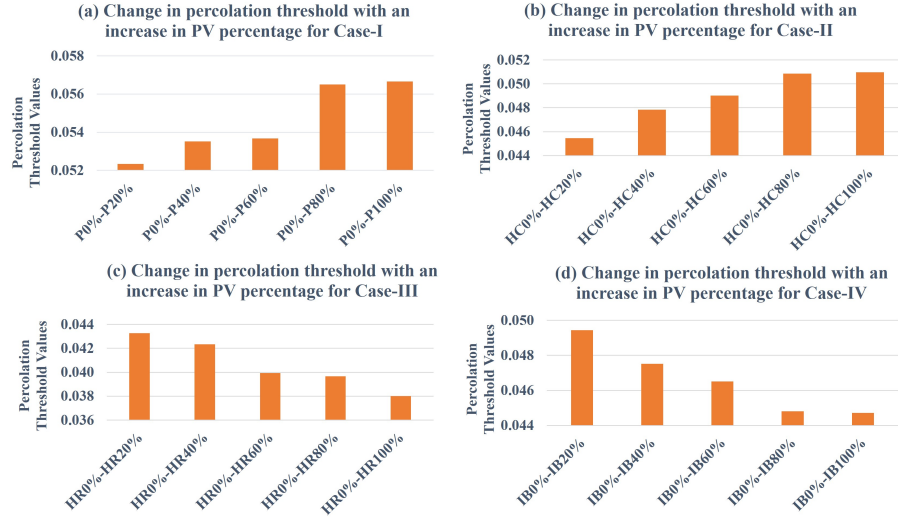 (a) Change in percolation threshold with an
increase in PV percentage for Case-I
Percolation
Threshold Values
0.058
0.056
0.054
0.052
P0%-P20%
P0%-P40%
P0%-P60%
P0%-P80%
P0%-P100%
(b) Change in percolation threshold with an
increase in PV percentage for Case-II
Percolation
Threshold Values
0.052
0.050
0.048
0.046
0.044
HC0%-HC20%
HC0%-HC40%
HC0%-HC60%
HC0%-HC80%
HC0%-HC100%
(c) Change in percolation threshold with an
increase in PV percentage for Case-III
Percolation
Threshold Values
0.044
0.042
0.040
0.038
0.036
HR0%-HR20%
HR0%-HR40%
HR0%-HR60%
HR0%-HR80%
HR0%-HR100%
(d) Change in percolation threshold with an
increase in PV percentage for Case-IV
Percolation
Threshold Values
0.050
0.048
0.046
0.044
IB0%-IB20%
IB0%-IB40%
IB0%-IB60%
IB0%-IB80%
IB0%-IB100%